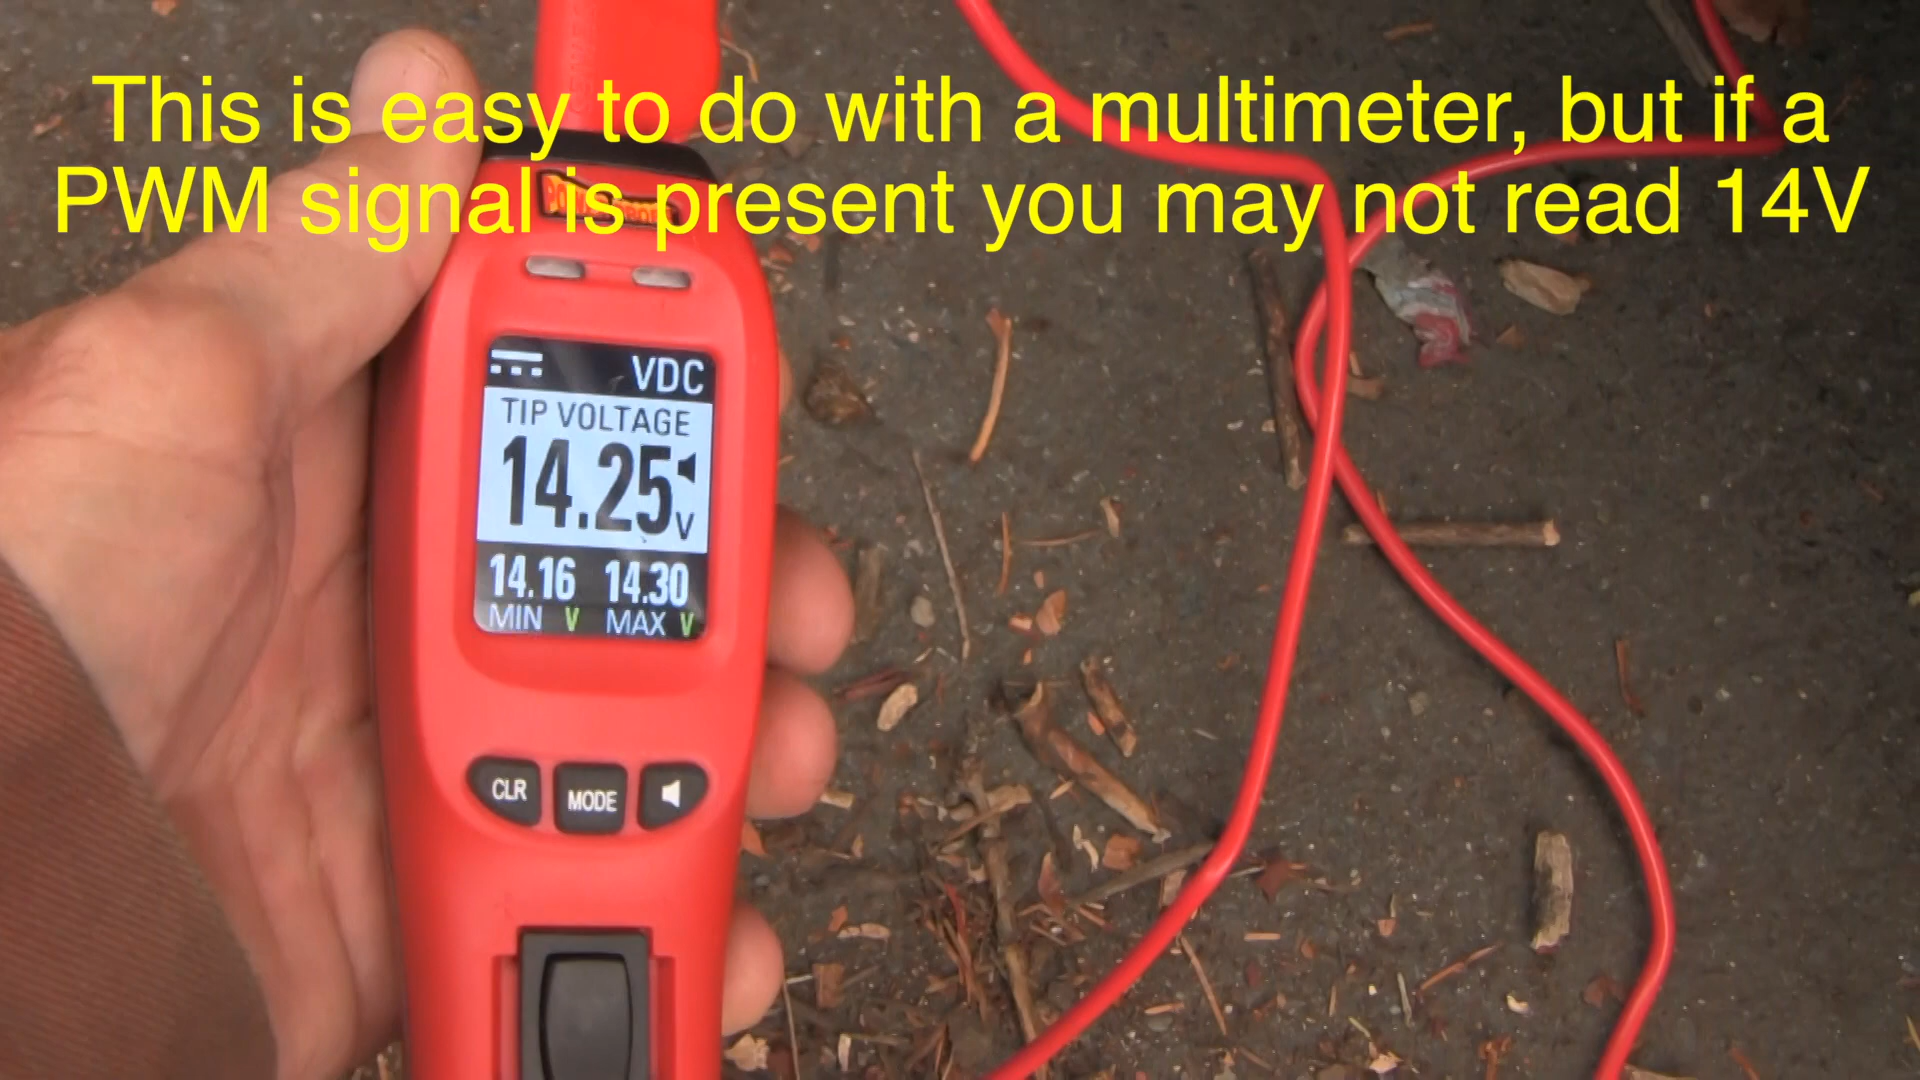 This is easy to do with a multimeter, but if a
PWM signal is present you may not read 14V
VDC
TIP VOLTAGE
14.25 V
14.16 14.30
MIN V MAX V
CLR MODE